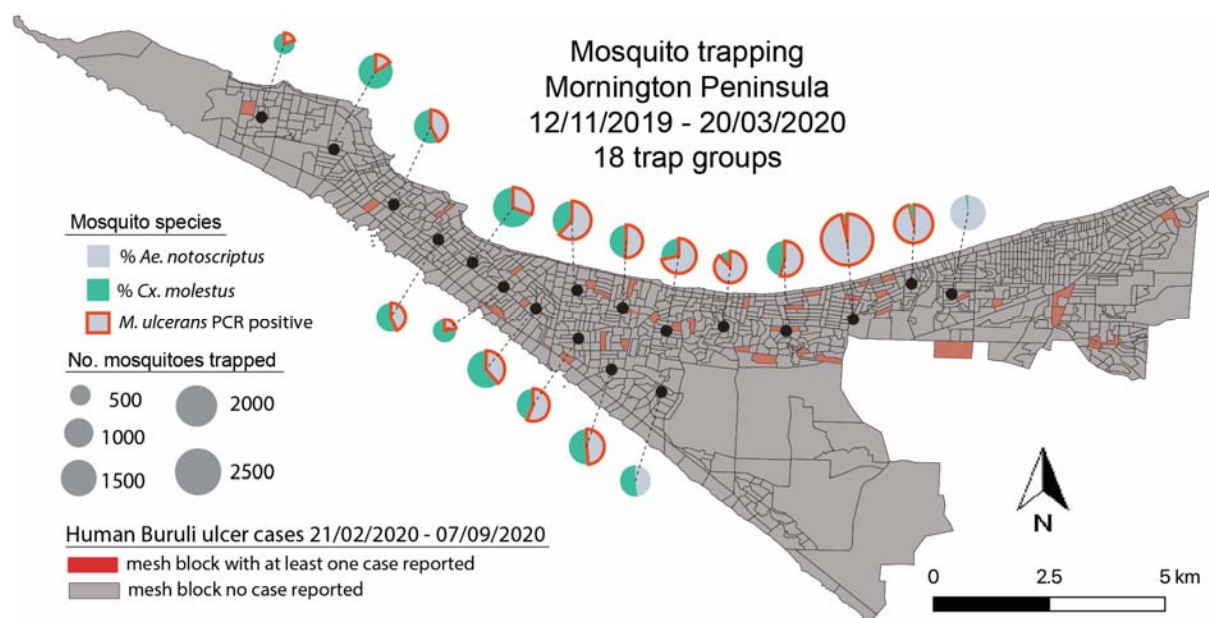 Mosquito trapping
Mornington Peninsula
12/11/2019 - 20/03/2020
18 trap groups
Mosquito species
% Ae. notoscriptus
% Cx. molestus
M. ulcerans PCR positive
No. mosquitoes trapped
500
1000
1500
2000
2500
Human Buruli ulcer cases 21/02/2020 - 07/09/2020
mesh block with at least one case reported
mesh block no case reported
N
0 2.5 5 km